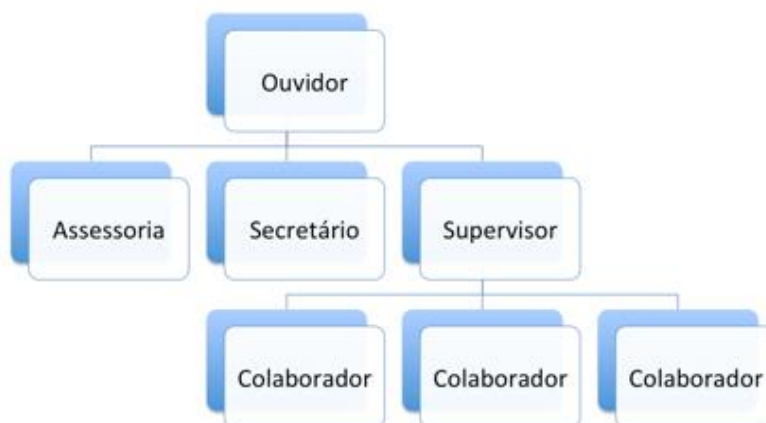 Ouvidor
Assessoria
Secretário
Supervisor
Colaborador
Colaborador
Colaborador